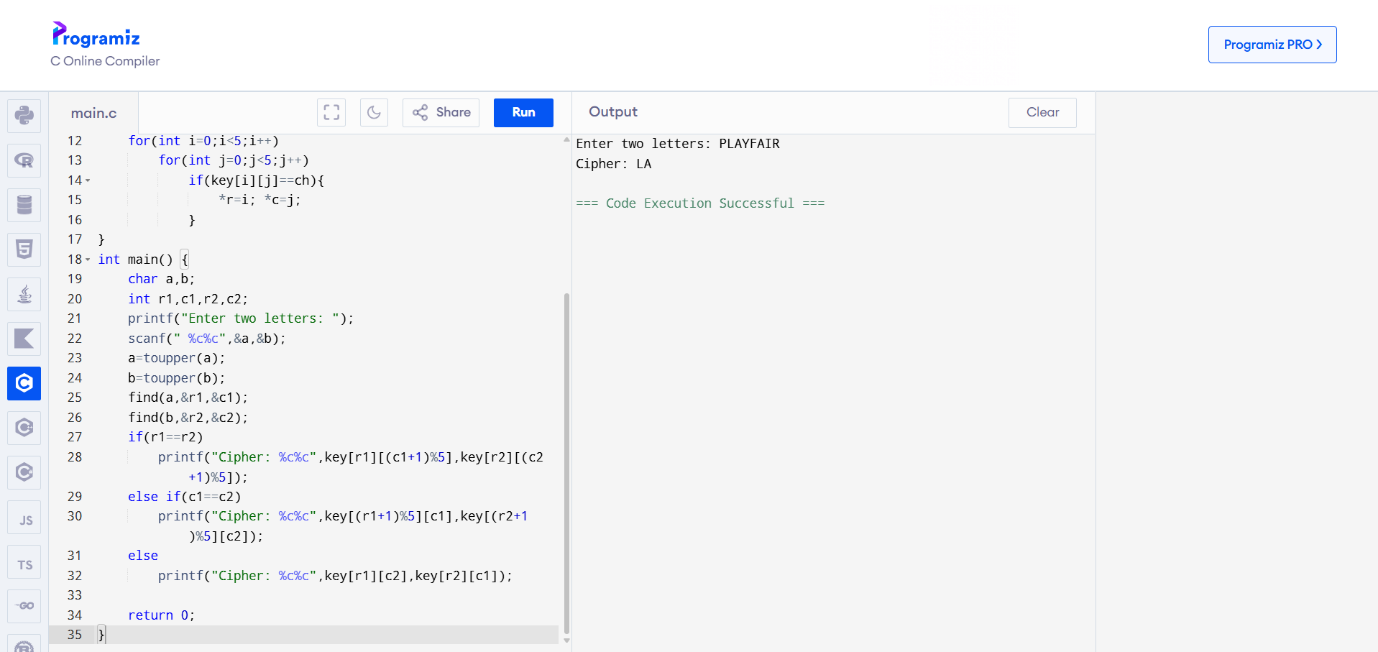 Programiz
C Online Compiler
Programiz PRO
main.c
Share
Run
Output
Clear
12 for(int i=0;i<5;i++)
13 for(int j=0;j<5;j++)
14 if(key[i][j]==ch){
15 *r=i; *c=j;
16 }
17 }
18 int main() {
19 char a,b;
20 int r1,c1,r2,c2;
21 printf("Enter two letters: ");
22 scanf(" %c%c",&a,&b);
23 a=toupper(a);
24 b=toupper(b);
25 find(a,&r1,&c1);
26 find(b,&r2,&c2);
27 if(r1==r2)
28 printf("Cipher: %c%c",key[r1][(c1+1)%5],key[r2][(c2
+1)%5]);
29 else if(c1==c2)
30 printf("Cipher: %c%c",key[(r1+1)%5][c1],key[(r2+1
)%5][c2]);
31 else
32 printf("Cipher: %c%c",key[r1][c2],key[r2][c1]);
33
34 return 0;
35 }
Enter two letters: PLAYFAIR
Cipher: LA
=== Code Execution Successful ===
JS
TS
GO